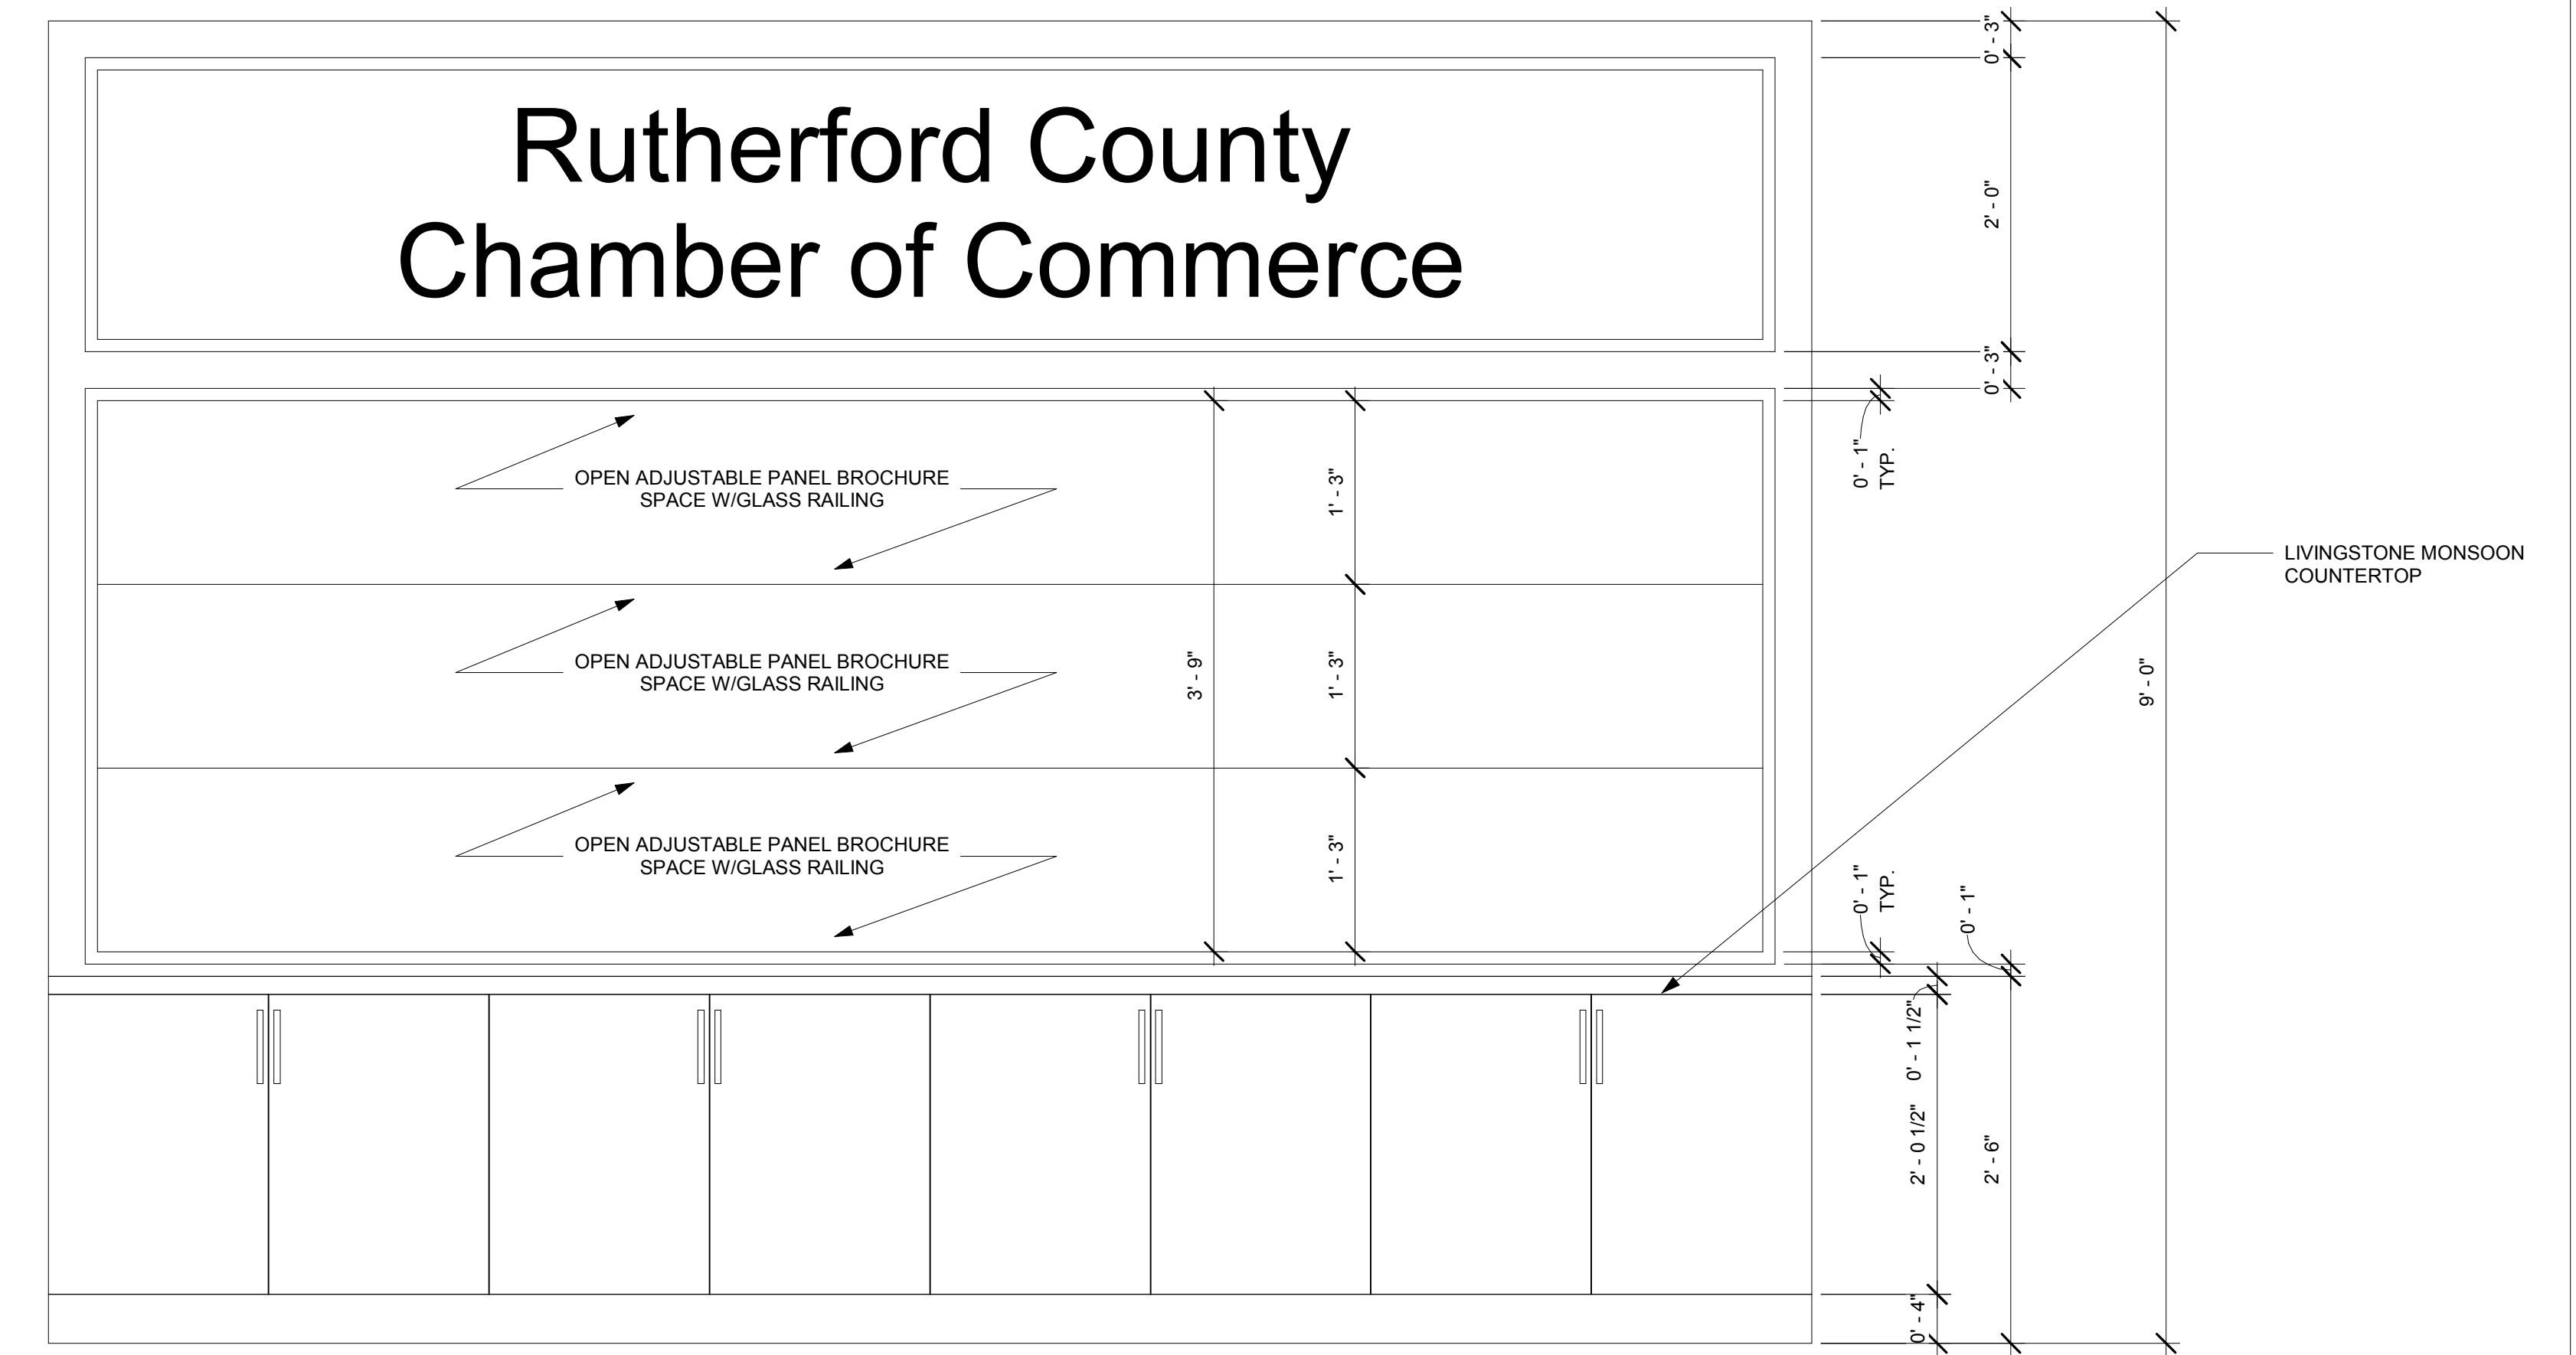 Rutherford County
Chamber of Commerce
0' - 3"
2' - 0"
0' - 3"
0' - 1"
TYP.
OPEN ADJUSTABLE PANEL BROCHURE
SPACE W/GLASS RAILING
1' - 3"
LIVINGSTONE MONSOON
COUNTERTOP
OPEN ADJUSTABLE PANEL BROCHURE
SPACE W/GLASS RAILING
3' - 9"
1' - 3"
9' - 0"
OPEN ADJUSTABLE PANEL BROCHURE
SPACE W/GLASS RAILING
1' - 3"
0' - 1"
TYP.
0' - 1"
0' - 1 1/2"
2' - 0 1/2"
2' - 6"
0' - 4"